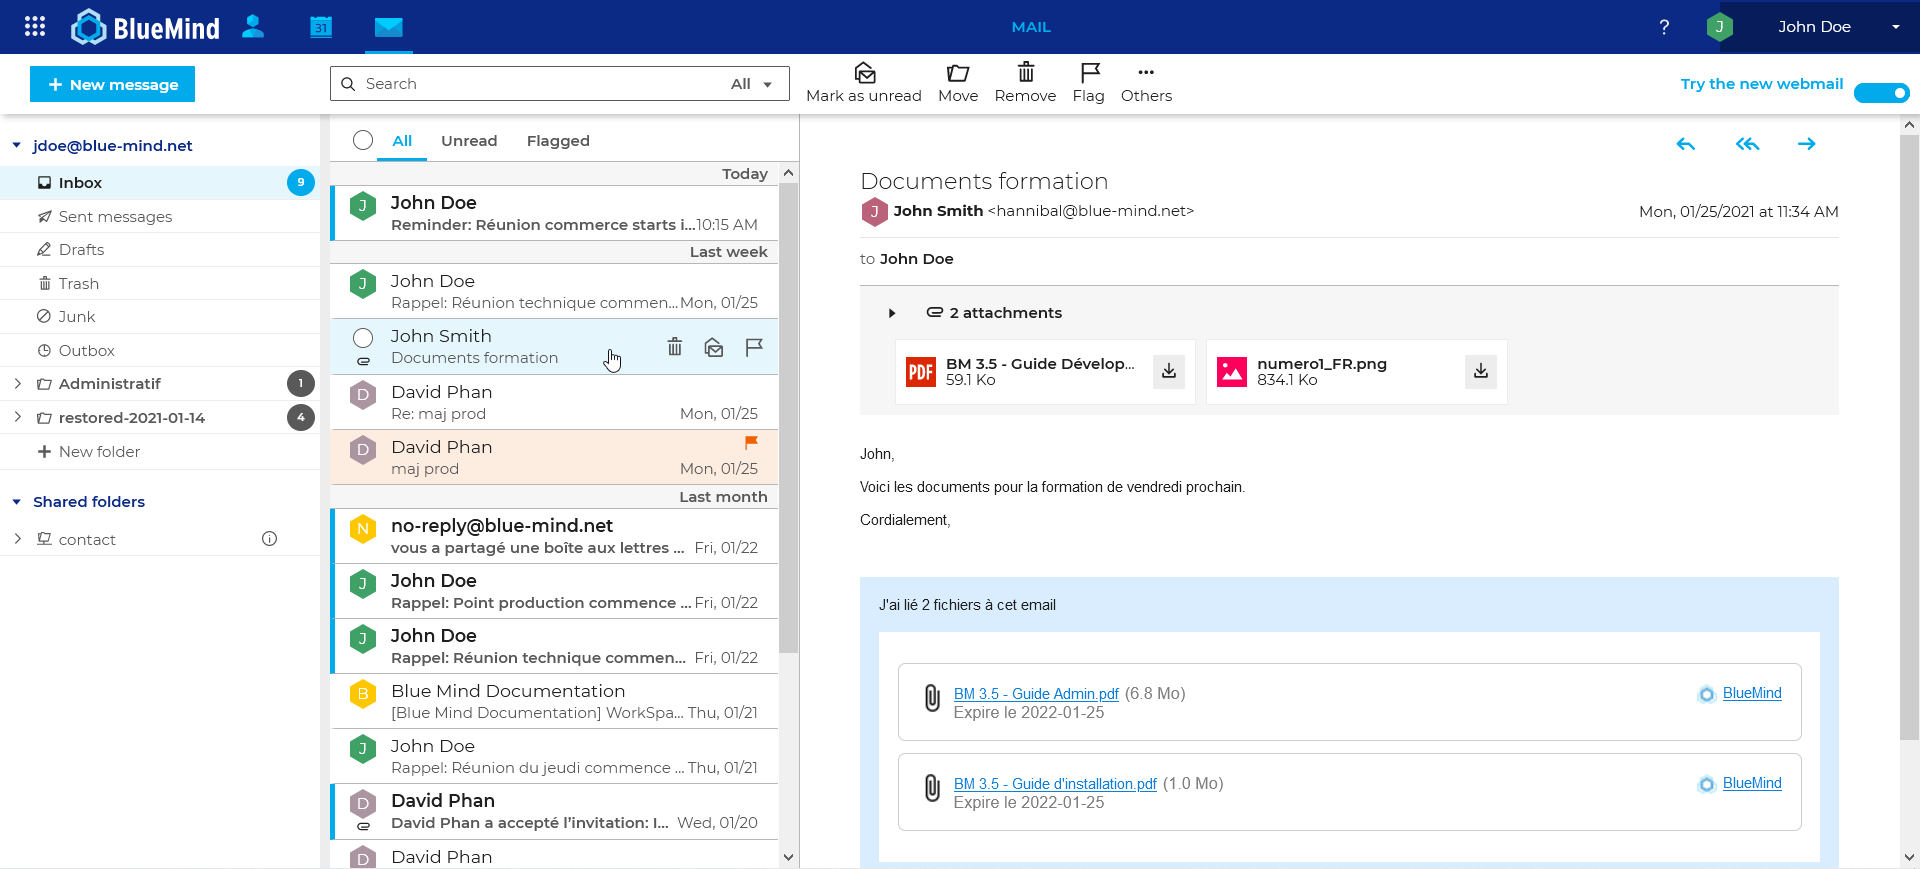 BlueMind
31
MAIL
?
J
John Doe
+ New message
Search
All
Mark as unread
Move
Remove
Flag
Others
Try the new webmail
jdoe@blue-mind.net
Inbox
9
Sent messages
Drafts
Trash
Junk
Outbox
Administratif
1
restored-2021-01-14
4
+ New folder
Shared folders
contact
All
Unread
Flagged
Today
J
John Doe
Reminder: Réunion commerce starts i... 10:15 AM
Last week
J
John Doe
Rappel: Réunion technique commen... Mon, 01/25
John Smith
Documents formation
D
David Phan
Re: maj prod Mon, 01/25
D
David Phan
maj prod Mon, 01/25
Last month
N
no-reply@blue-mind.net
vous a partagé une boîte aux lettres ... Fri, 01/22
J
John Doe
Rappel: Point production commence ... Fri, 01/22
J
John Doe
Rappel: Réunion technique commen... Fri, 01/22
B
Blue Mind Documentation
[Blue Mind Documentation] WorkSpa... Thu, 01/21
J
John Doe
Rappel: Réunion du jeudi commence ... Thu, 01/21
D
David Phan
David Phan a accepté l'invitation: I... Wed, 01/20
D
David Phan
Documents formation
J
John Smith <hannibal@blue-mind.net>
Mon, 01/25/2021 at 11:34 AM
to John Doe
2 attachments
PDF
BM 3.5 - Guide Dévelop...
59.1 Ko
numero1_FR.png
834.1 Ko
John,
Voici les documents pour la formation de vendredi prochain.
Cordialement,
J'ai lié 2 fichiers à cet email
BM 3.5 - Guide Admin.pdf (6.8 Mo)
Expire le 2022-01-25
BlueMind
BM 3.5 - Guide d'installation.pdf (1.0 Mo)
Expire le 2022-01-25
BlueMind